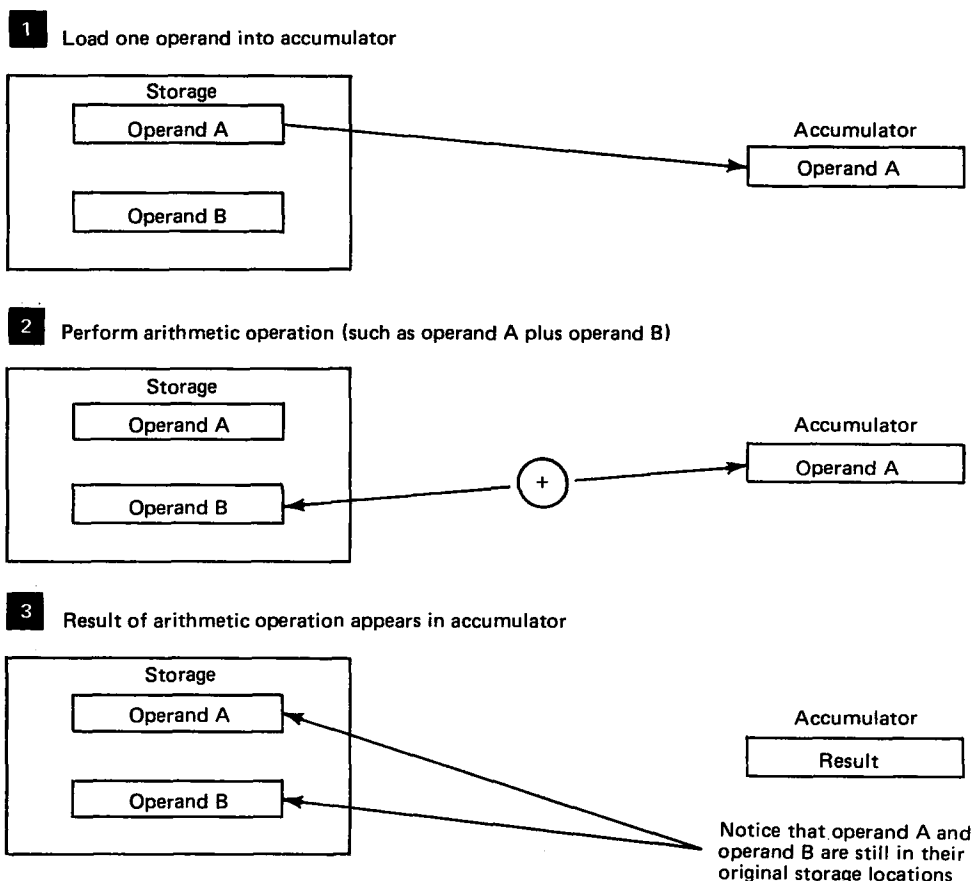 1 Load one operand into accumulator
Storage
Operand A
Operand B
Accumulator
Operand A
2 Perform arithmetic operation (such as operand A plus operand B)
Storage
Operand A
Operand B
+
Accumulator
Operand A
3 Result of arithmetic operation appears in accumulator
Storage
Operand A
Operand B
Accumulator
Result
Notice that operand A and
operand B are still in their
original storage locations